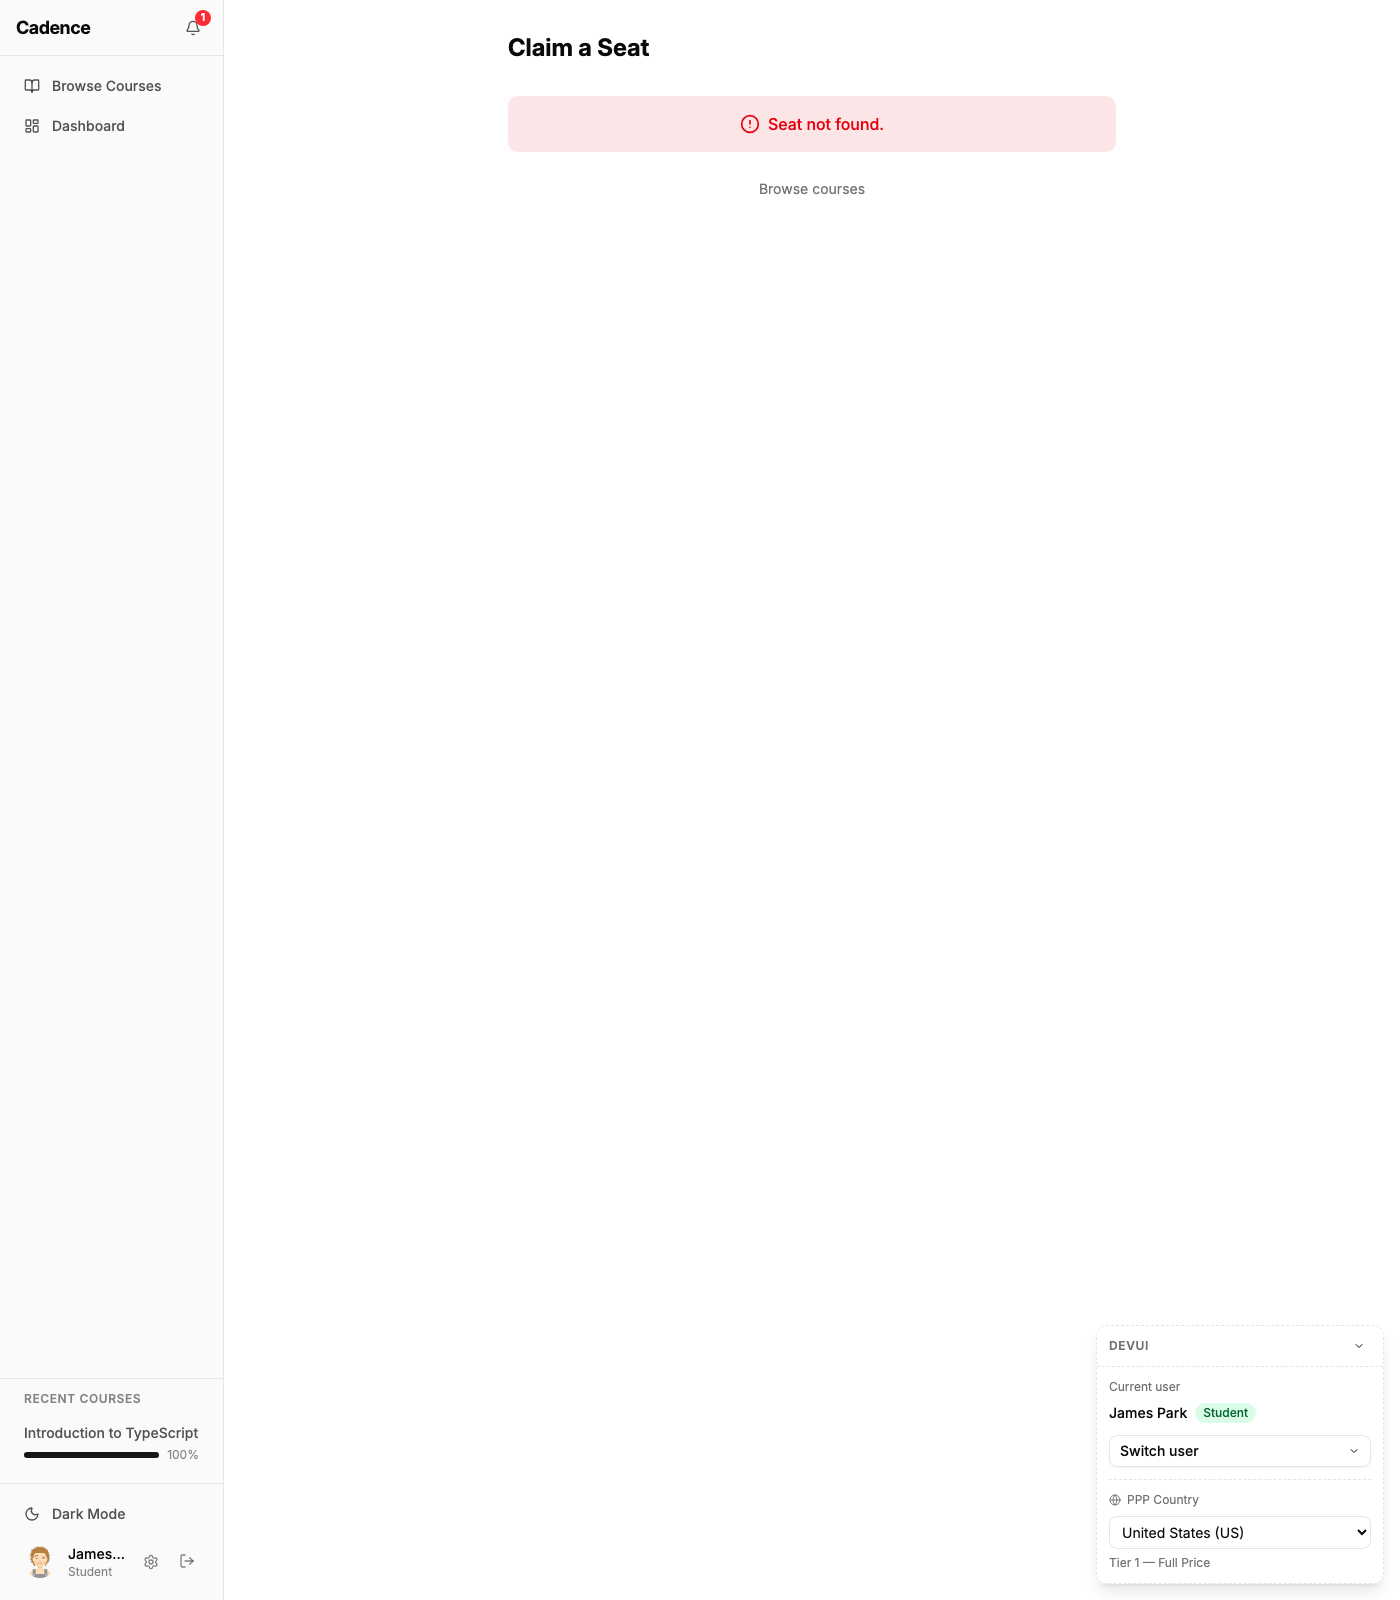 Cadence
1
Browse Courses
Dashboard
Claim a Seat
Seat not found.
Browse courses
RECENT COURSES
Introduction to TypeScript
100%
Dark Mode
James...
Student
DEVUI
Current user
James Park Student
Switch user
PPP Country
United States (US)
Tier 1 — Full Price